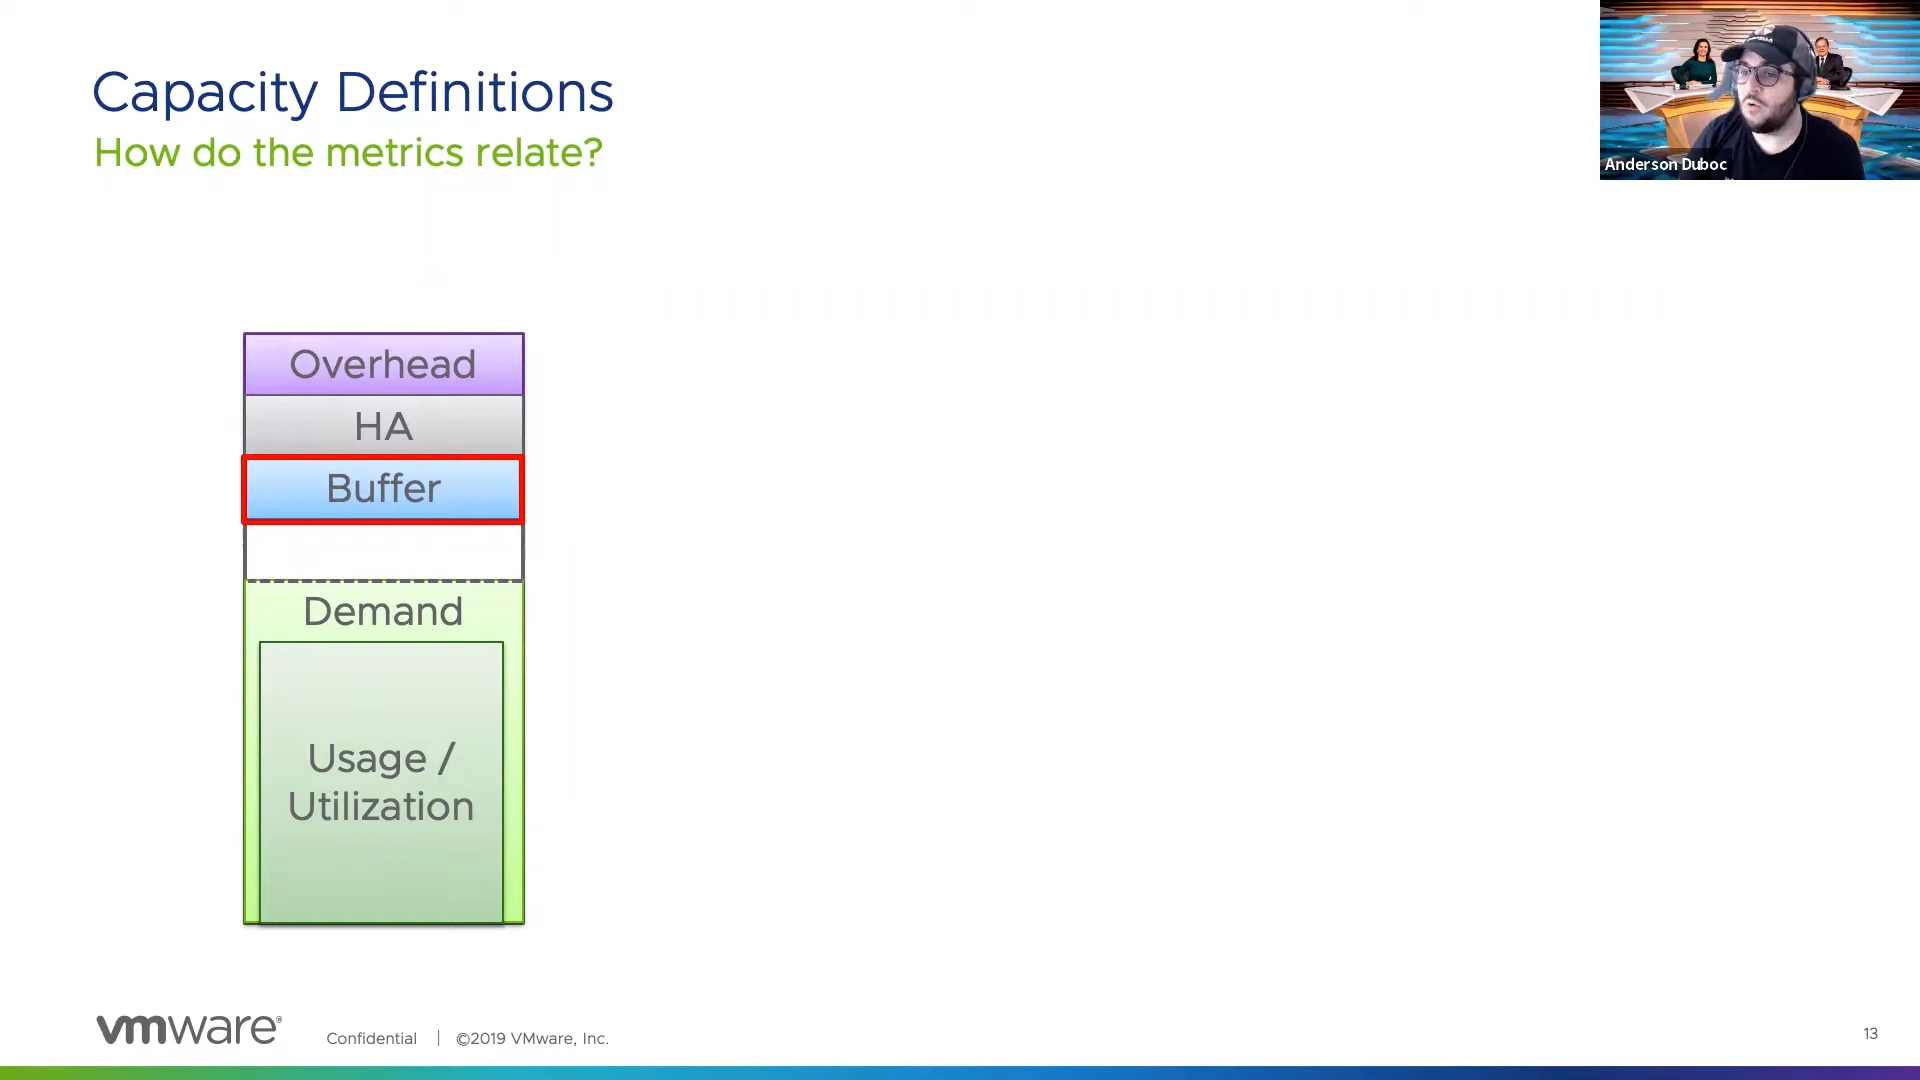 Capacity Definitions
How do the metrics relate?
Anderson Duboc
Overhead
HA
Buffer
Demand
Usage /
Utilization
vmware®
Confidential | ©2019 VMware, Inc.
13